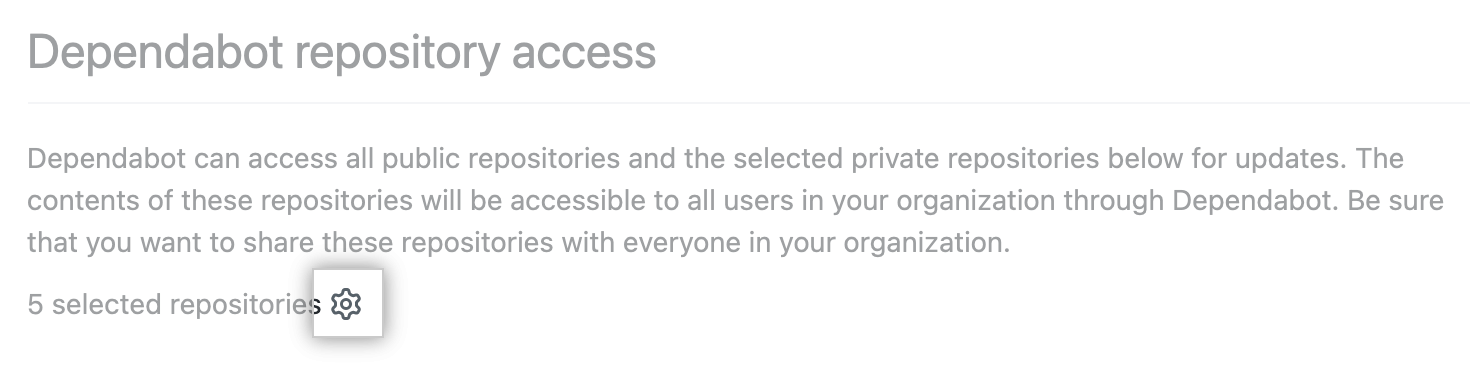 Dependabot repository access
Dependabot can access all public repositories and the selected private repositories below for updates. The
contents of these repositories will be accessible to all users in your organization through Dependabot. Be sure
that you want to share these repositories with everyone in your organization.
5 selected repositories